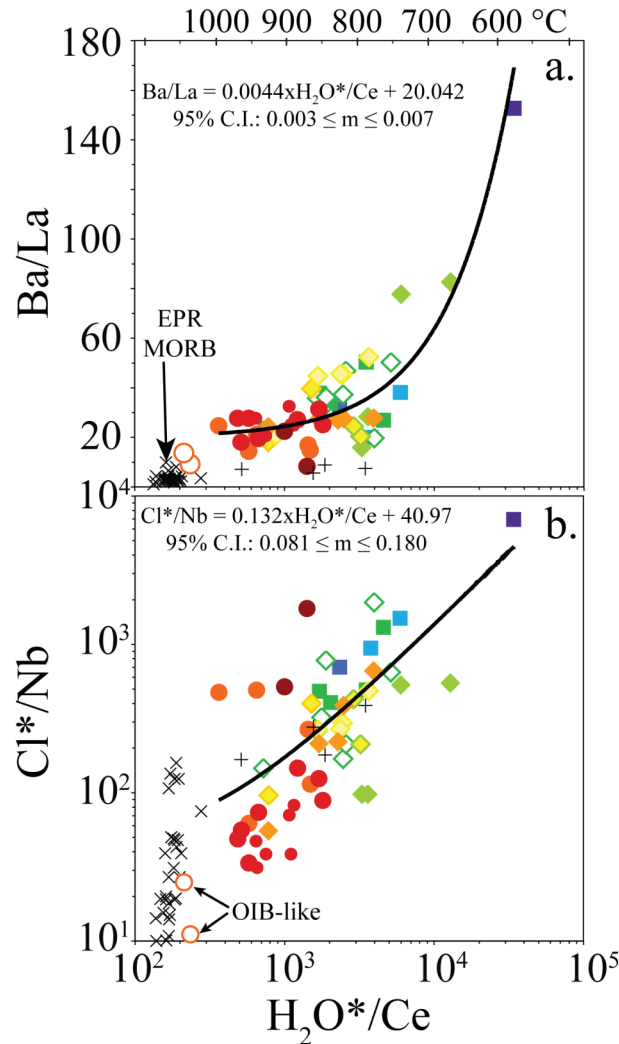 1000 900 800 700 600 °C
180
140
100
60
20
Ba/La
a.
Ba/La = 0.0044xH₂O*/Ce + 20.042
95% C.I.: 0.003 ≤ m ≤ 0.007
EPR
MORB
10⁴
10³
10²
10¹
Cl*/Nb
b.
Cl*/Nb = 0.132xH₂O*/Ce + 40.97
95% C.I.: 0.081 ≤ m ≤ 0.180
OIB-like
10² 10³ 10⁴ 10⁵
H₂O*/Ce